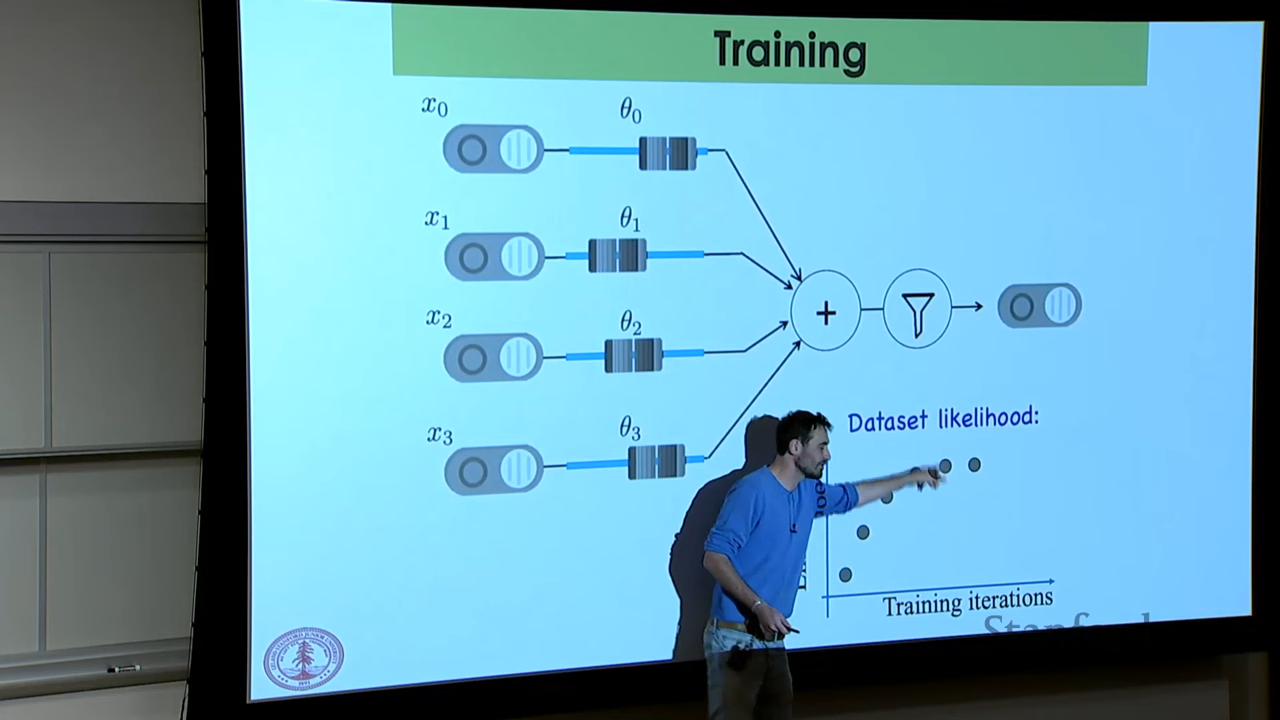 Training
x₀
θ₀
x₁
θ₁
x₂
θ₂
x₃
θ₃
+
Dataset likelihood:
Training iterations